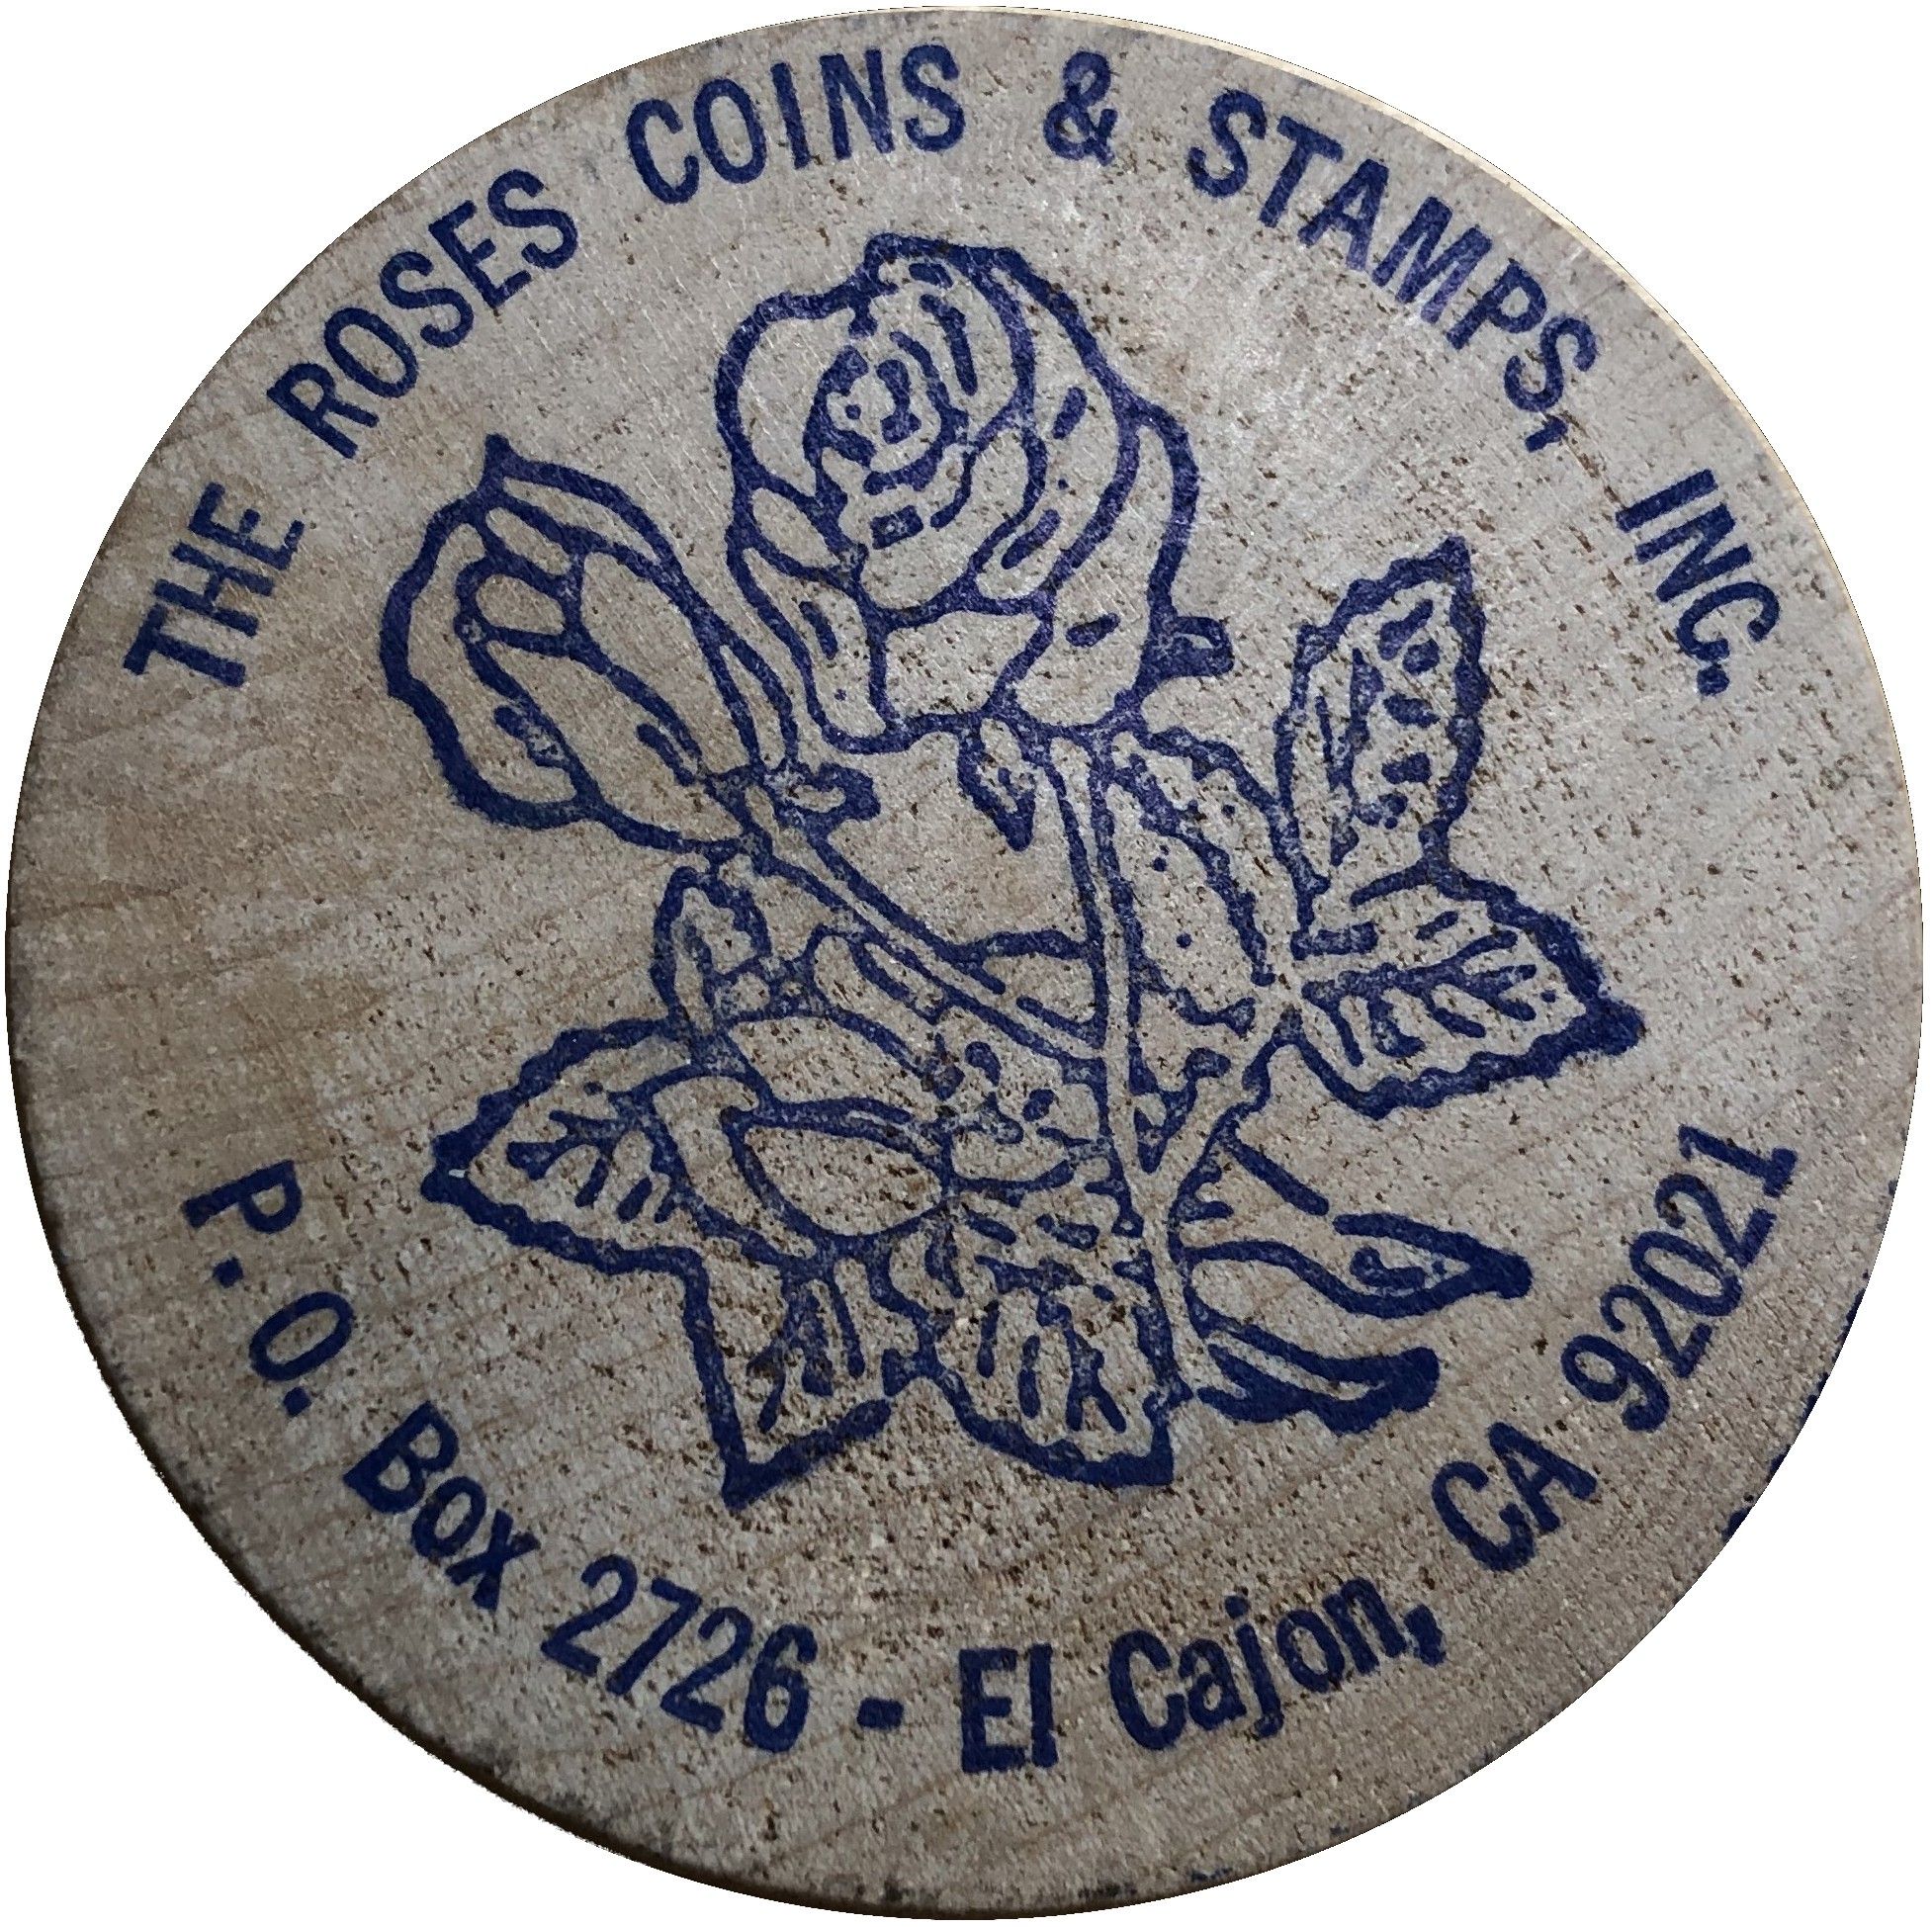 THE ROSES COINS & STAMPS, INC.
P.O. Box 2726 - El Cajon, CA 92021